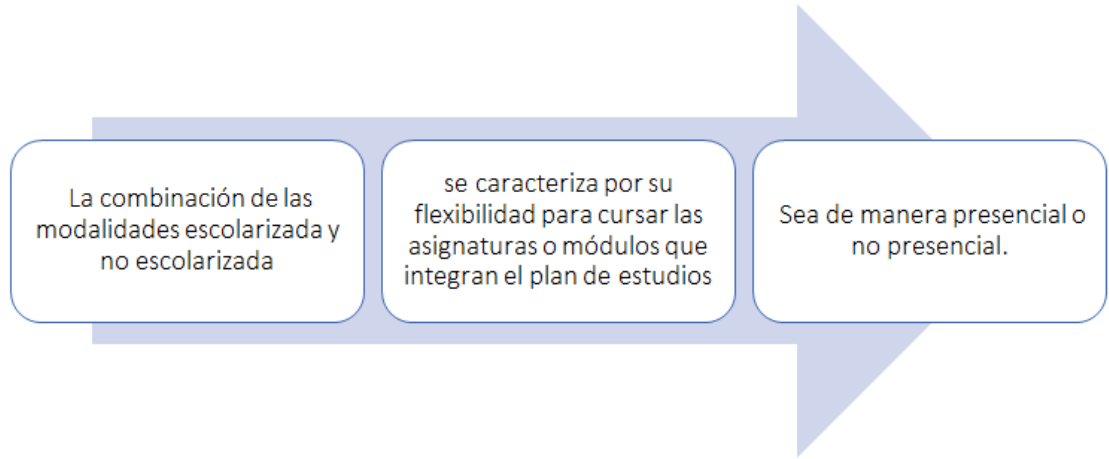 La combinación de las
modalidades escolarizada y
no escolarizada
se caracteriza por su
flexibilidad para cursar las
asignaturas o módulos que
integran el plan de estudios
Sea de manera presencial o
no presencial.